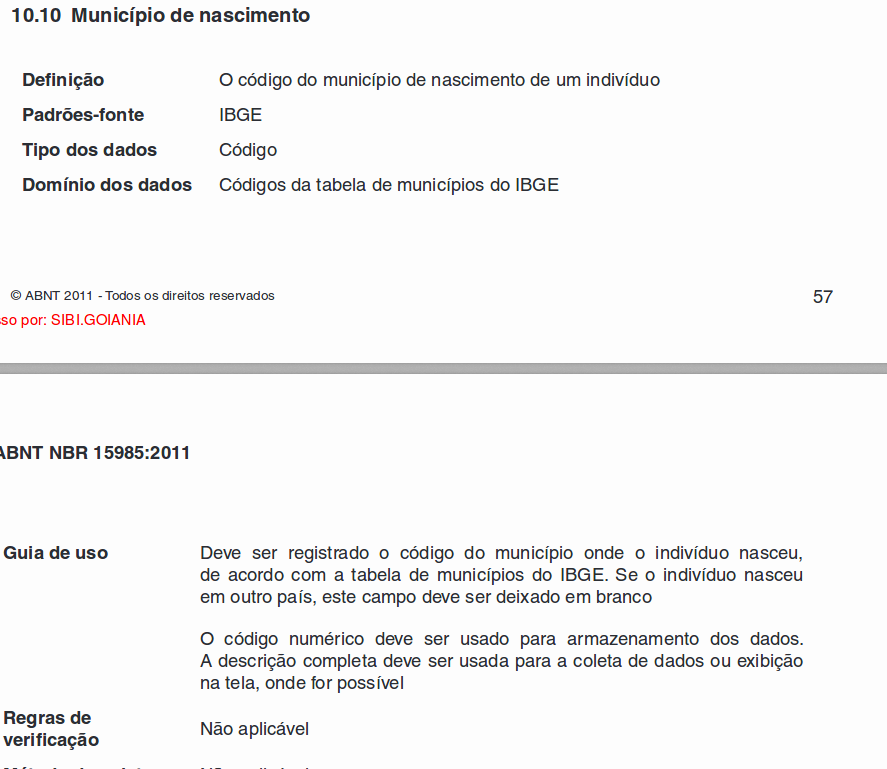 10.10 Município de nascimento
Definição O código do município de nascimento de um indivíduo
Padrões-fonte IBGE
Tipo dos dados Código
Domínio dos dados Códigos da tabela de municípios do IBGE
© ABNT 2011 - Todos os direitos reservados 57
so por: SIBI.GOIANIA
ABNT NBR 15985:2011
Guia de uso Deve ser registrado o código do município onde o indivíduo nasceu,
de acordo com a tabela de municípios do IBGE. Se o indivíduo nasceu
em outro país, este campo deve ser deixado em branco
O código numérico deve ser usado para armazenamento dos dados.
A descrição completa deve ser usada para a coleta de dados ou exibição
na tela, onde for possível
Regras de
verificação Não aplicável